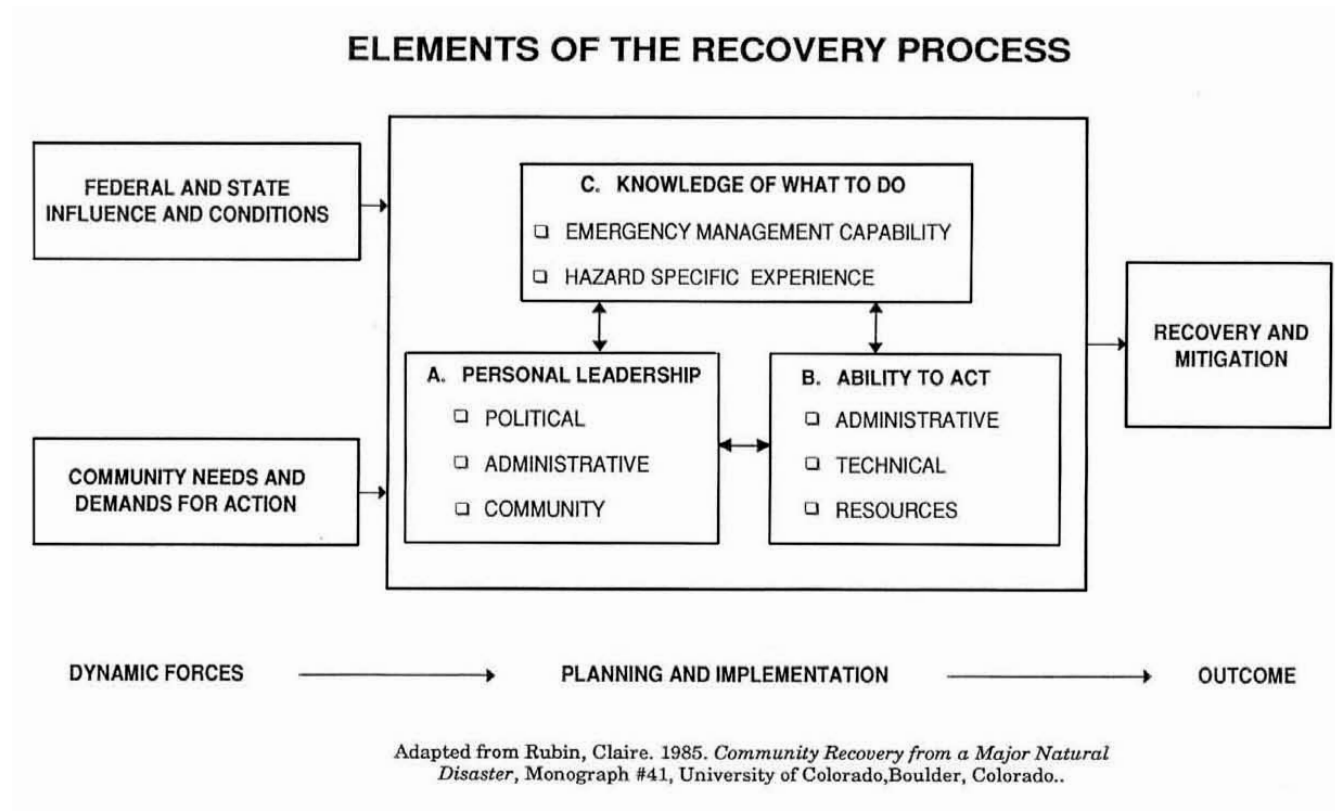 ELEMENTS OF THE RECOVERY PROCESS
FEDERAL AND STATE
INFLUENCE AND CONDITIONS
COMMUNITY NEEDS AND
DEMANDS FOR ACTION
C. KNOWLEDGE OF WHAT TO DO
❑ EMERGENCY MANAGEMENT CAPABILITY
❑ HAZARD SPECIFIC EXPERIENCE
A. PERSONAL LEADERSHIP
❑ POLITICAL
❑ ADMINISTRATIVE
❑ COMMUNITY
B. ABILITY TO ACT
❑ ADMINISTRATIVE
❑ TECHNICAL
❑ RESOURCES
RECOVERY AND
MITIGATION
DYNAMIC FORCES
PLANNING AND IMPLEMENTATION
OUTCOME
Adapted from Rubin, Claire. 1985. Community Recovery from a Major Natural
Disaster, Monograph #41, University of Colorado,Boulder, Colorado..